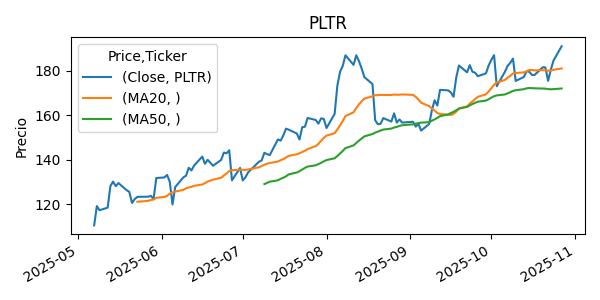 PLTR
Price,Ticker
(Close, PLTR)
(MA20, )
(MA50, )
Precio
180
160
140
120
2025-05
2025-06
2025-07
2025-08
2025-09
2025-10
2025-11